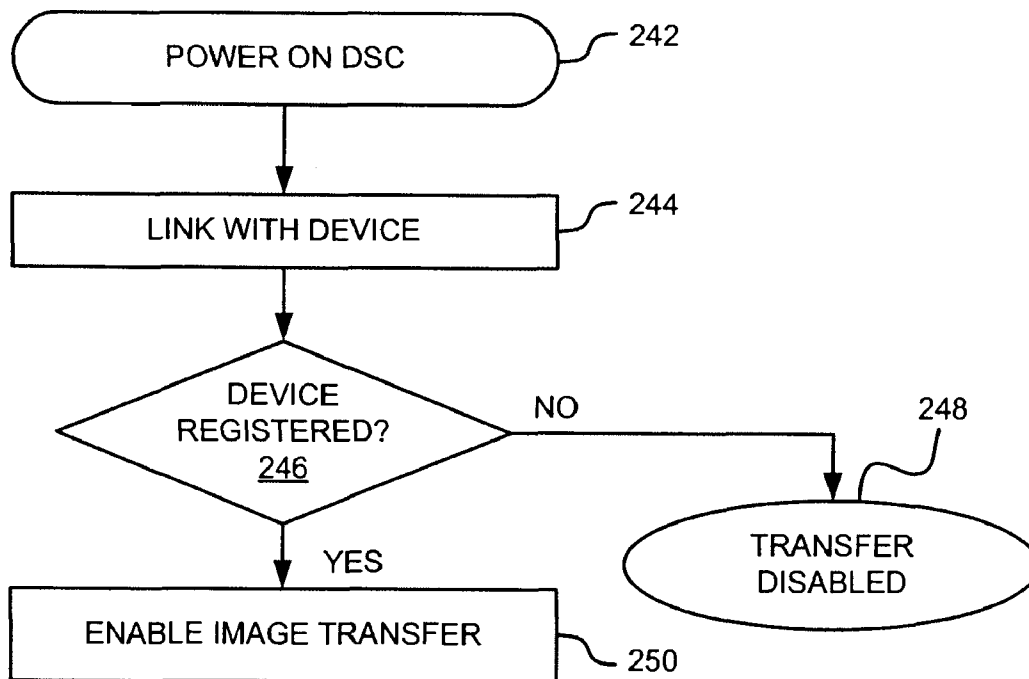 POWER ON DSC
242
LINK WITH DEVICE
244
DEVICE
REGISTERED?
246
NO
248
YES
TRANSFER
DISABLED
ENABLE IMAGE TRANSFER
250